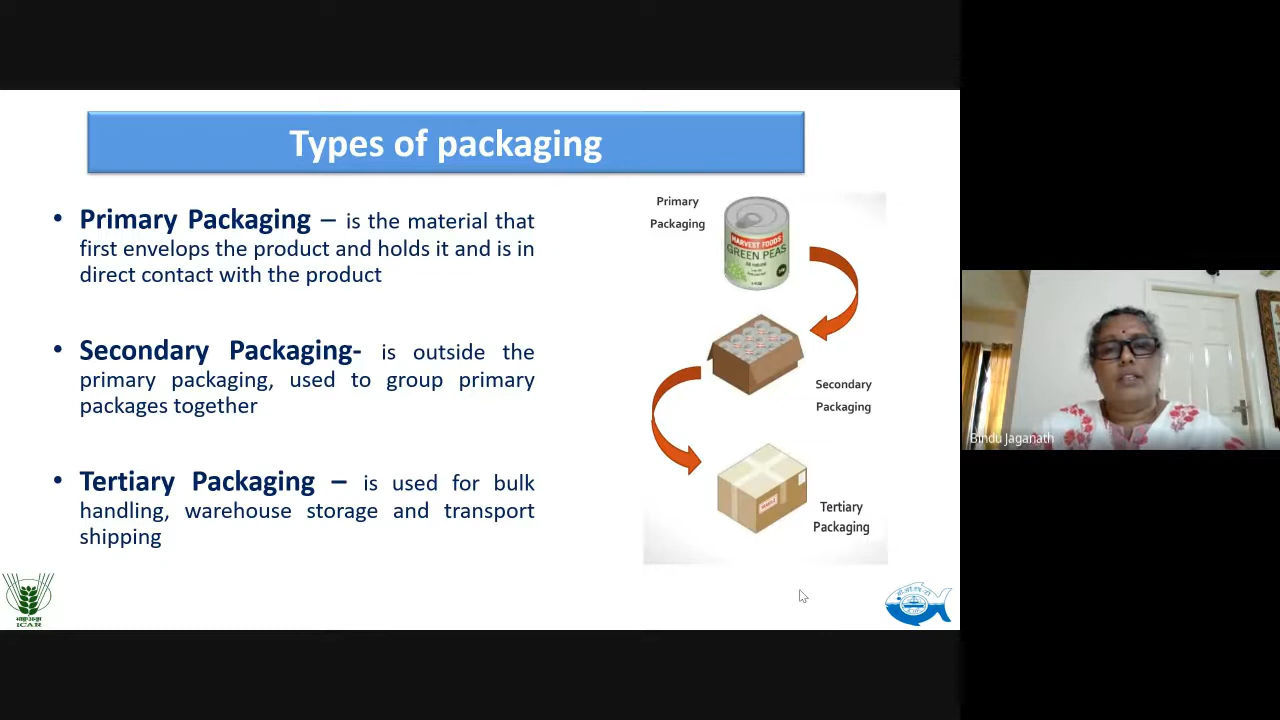 Types of packaging
• Primary Packaging – is the material that
first envelops the product and holds it and is in
direct contact with the product
• Secondary Packaging- is outside the
primary packaging, used to group primary
packages together
• Tertiary Packaging – is used for bulk
handling, warehouse storage and transport
shipping
Primary
Packaging
HARVEST FOODS
GREEN PEAS
Secondary
Packaging
Tertiary
Packaging
ICAR
Bindu Jaganath